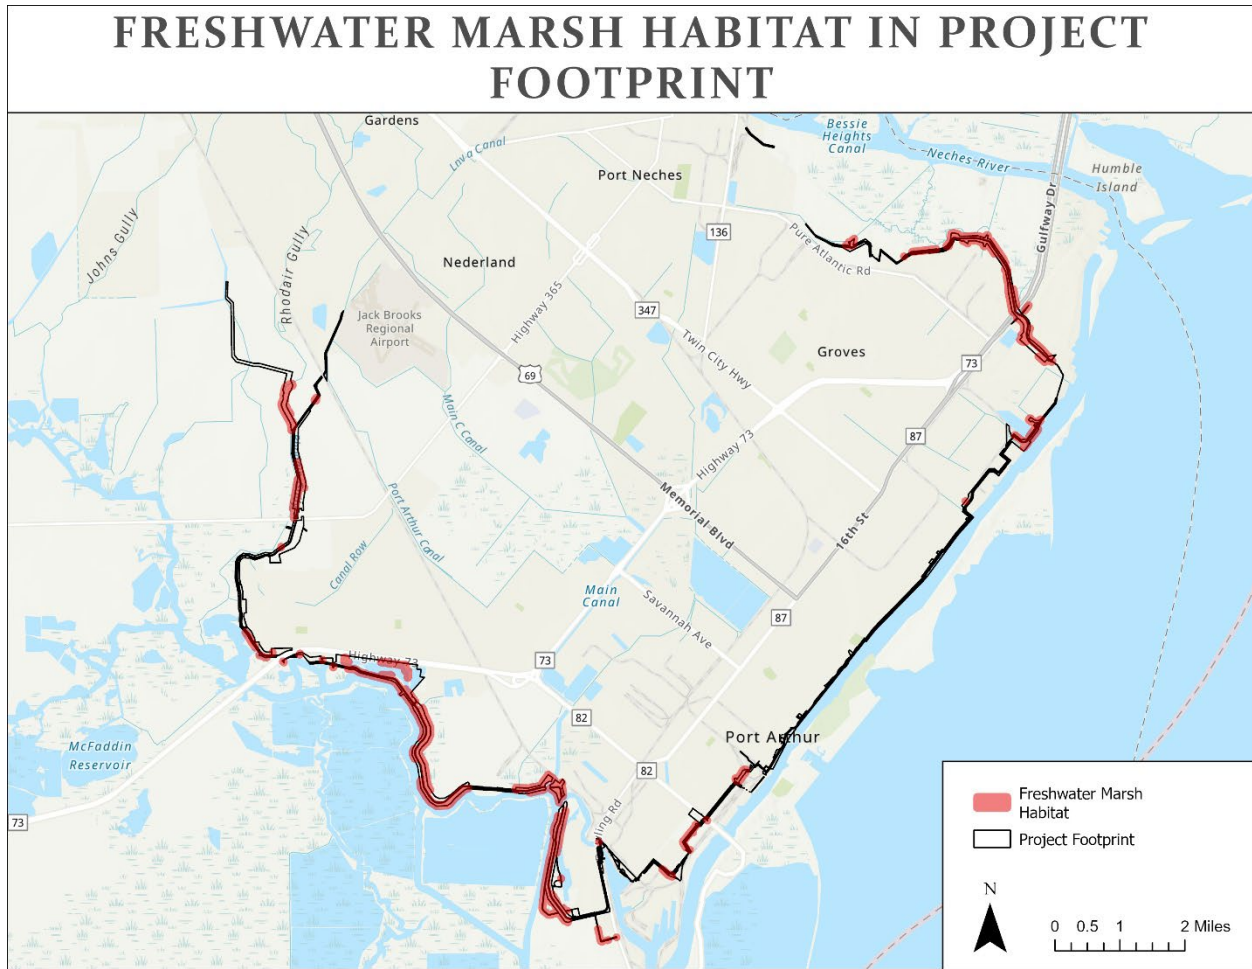 FRESHWATER MARSH HABITAT IN PROJECT
FOOTPRINT
Gardens
Lnva Canal
Port Neches
Bessie
Heights
Canal
Neches River
Humble
Island
Johns Gully
Rhodair Gully
Nederland
136
Pure Atlantic Rd
Gulfway Dr
Jack Brooks
Regional
Airport
Highway 365
347
Twin City Hwy
Groves
73
69
Main C Canal
Highway 73
87
Port Arthur Canal
Memorial Blvd
16th St
Canal Row
Main
Canal
Savannah Ave
87
Highway 73
73
82
McFaddin
Reservoir
Port Arthur
82
ling Rd
73
Freshwater Marsh
Habitat
Project Footprint
N
0 0.5 1 2 Miles